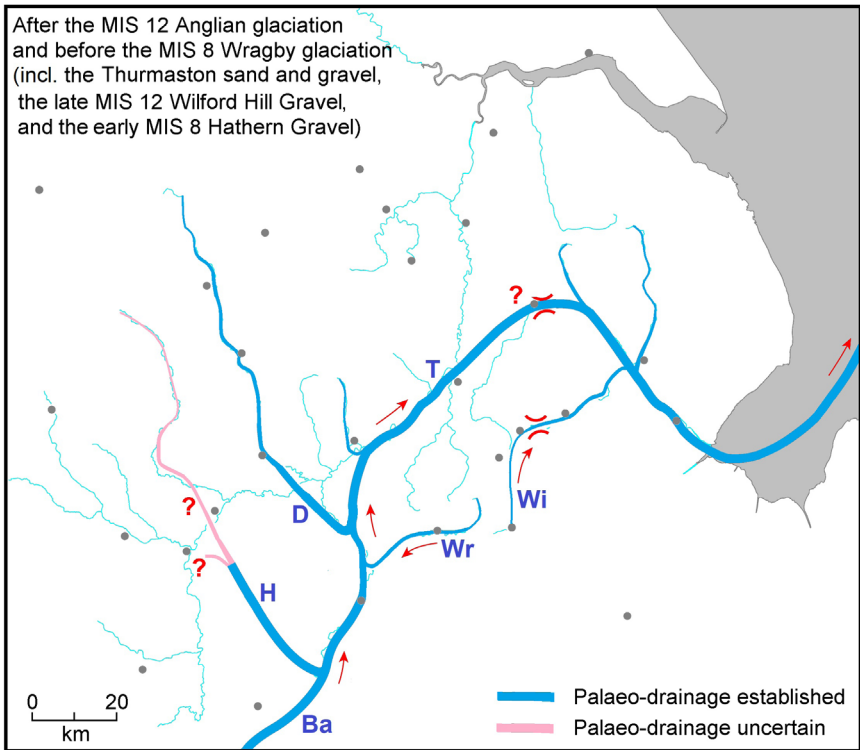 After the MIS 12 Anglian glaciation
and before the MIS 8 Wragby glaciation
(incl. the Thurmaston sand and gravel,
the late MIS 12 Wilford Hill Gravel,
and the early MIS 8 Hathern Gravel)
?
T
?
D
Wi
Wr
?
H
Ba
0 20
km
Palaeo-drainage established
Palaeo-drainage uncertain